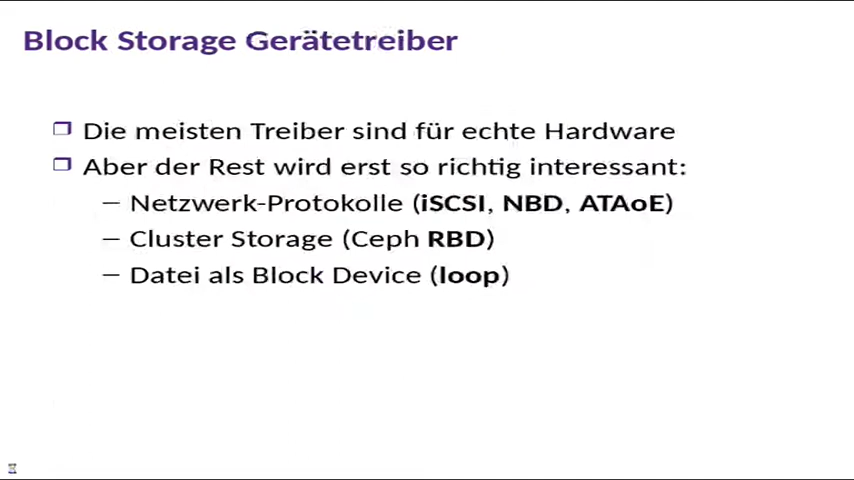 Block Storage Gerätetreiber
Die meisten Treiber sind für echte Hardware
Aber der Rest wird erst so richtig interessant:
– Netzwerk-Protokolle (iSCSI, NBD, ATAoE)
– Cluster Storage (Ceph RBD)
– Datei als Block Device (loop)